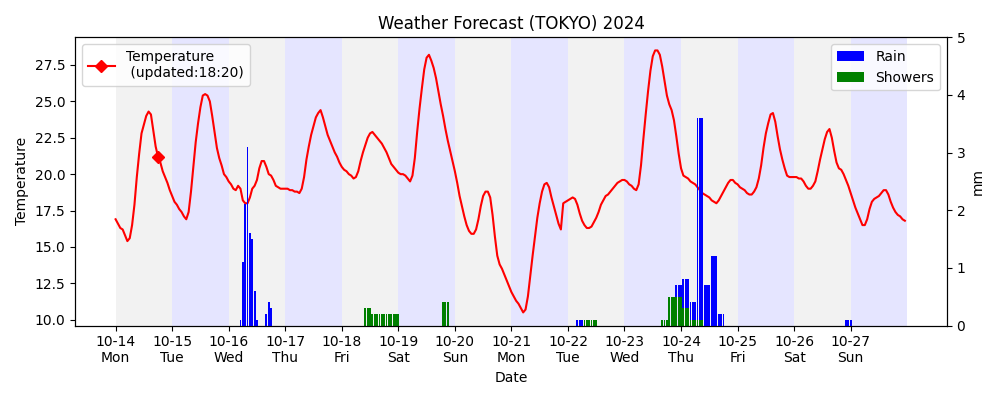 Weather Forecast (TOKYO) 2024
Temperature
(updated:18:20)
Rain
Showers
Temperature
27.5
25.0
22.5
20.0
17.5
15.0
12.5
10.0
5
4
3
2
1
0
mm
10-14 10-15 10-16 10-17 10-18 10-19 10-20 10-21 10-22 10-23 10-24 10-25 10-26 10-27
Mon Tue Wed Thu Fri Sat Sun Mon Tue Wed Thu Fri Sat Sun
Date